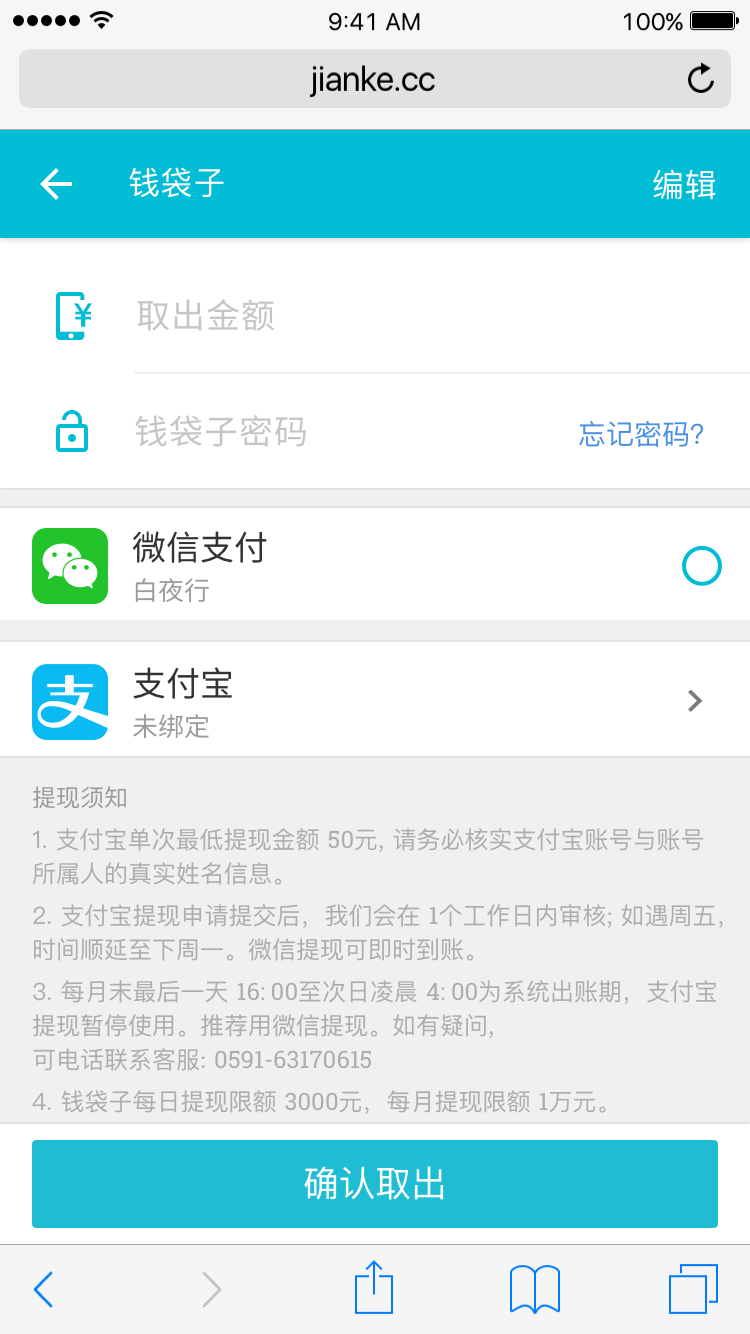 9:41 AM 100%
jianke.cc
钱袋子 编辑
取出金额
钱袋子密码 忘记密码?
微信支付
白夜行
支 支付宝
未绑定
提现须知
1. 支付宝单次最低提现金额 50元, 请务必核实支付宝账号与账号
所属人的真实姓名信息。
2. 支付宝提现申请提交后，我们会在 1个工作日内审核; 如遇周五,
时间顺延至下周一。微信提现可即时到账。
3. 每月末最后一天 16: 00至次日凌晨 4: 00为系统出账期，支付宝
提现暂停使用。推荐用微信提现。如有疑问,
可电话联系客服: 0591-63170615
4. 钱袋子每日提现限额 3000元，每月提现限额 1万元。
确认取出